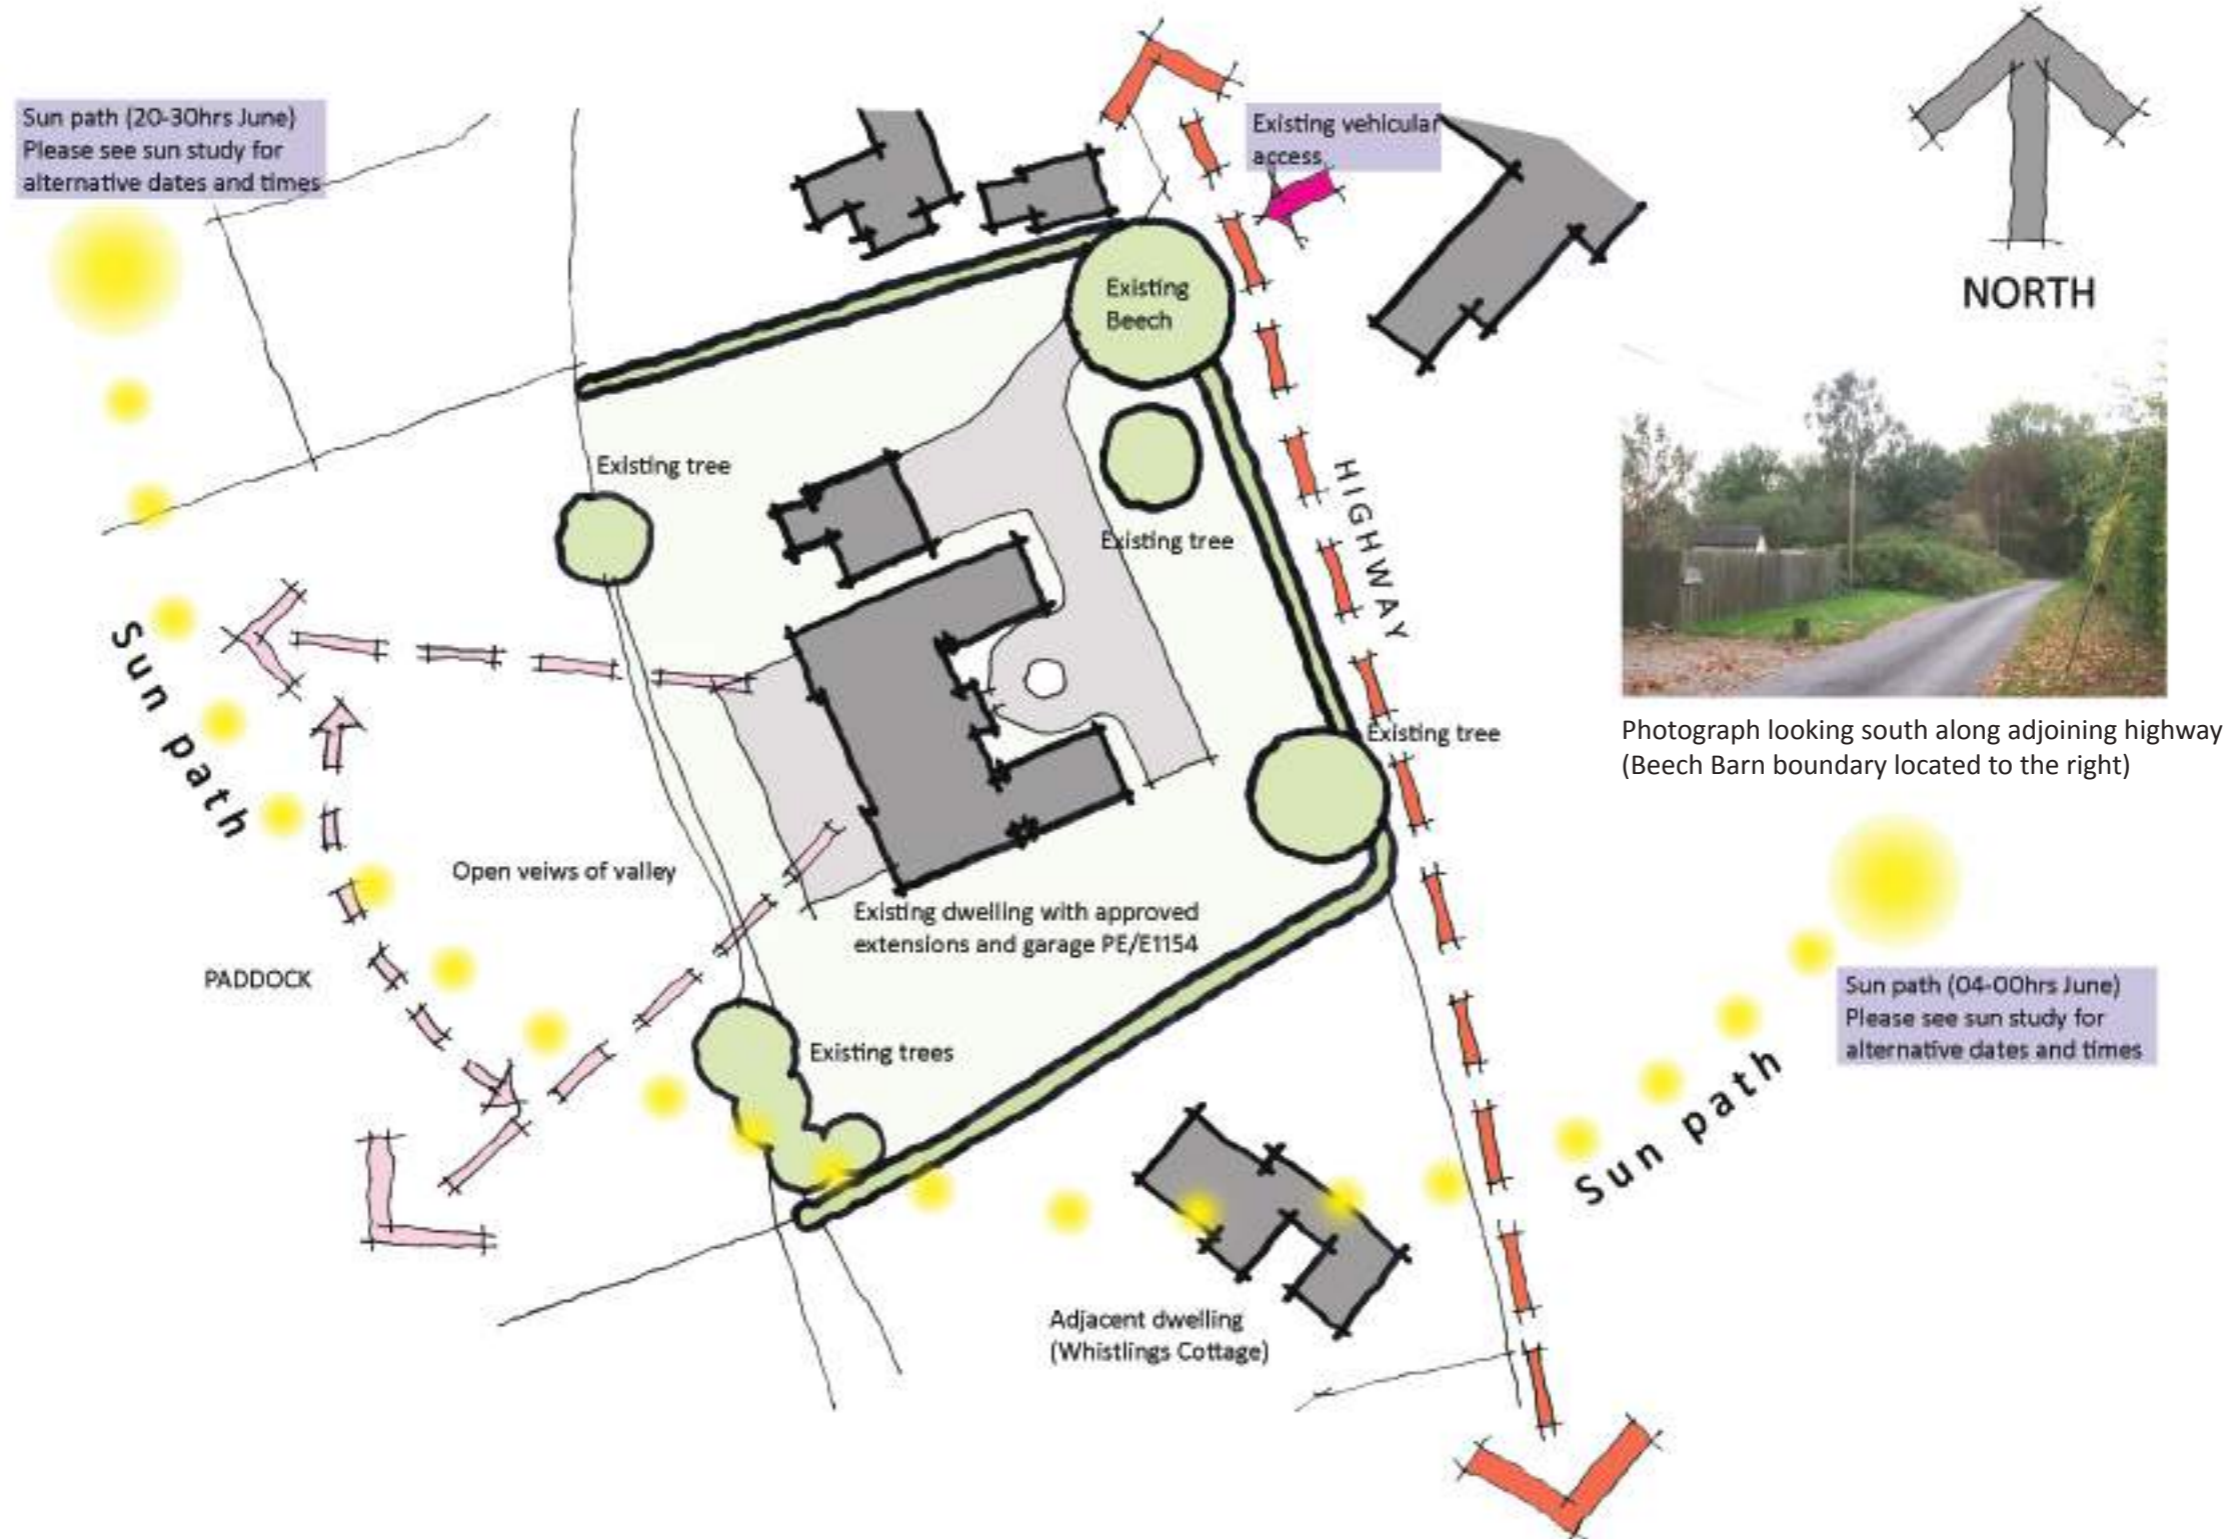 Sun path (20-30hrs June)
Please see sun study for
alternative dates and times
Existing vehicular
access
NORTH
Existing
Beech
Existing tree
Existing tree
HIGHWAY
Photograph looking south along adjoining highway
(Beech Barn boundary located to the right)
Sun path
Existing tree
Open veiws of valley
Existing dwelling with approved
extensions and garage PE/E1154
PADDOCK
Sun path (04-00hrs June)
Please see sun study for
alternative dates and times
Existing trees
Sun path
Adjacent dwelling
(Whistlings Cottage)